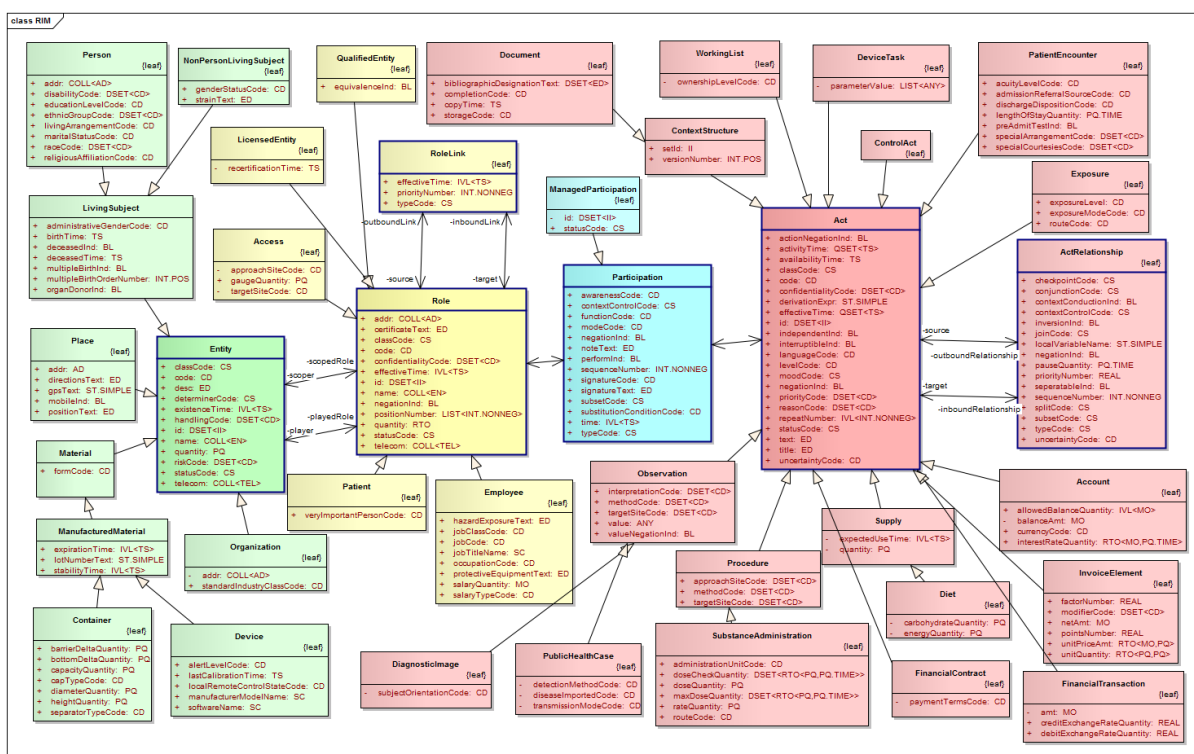 class RIM
Person
{leaf}
+ addr: COLL<AD>
+ disabilityCode: DSET<CD>
+ educationLevelCode: CD
+ ethnicGroupCode: DSET<CD>
+ livingArrangementCode: CD
+ maritalStatusCode: CD
+ raceCode: DSET<CD>
+ religiousAffiliationCode: CD
NonPersonLivingSubject
{leaf}
+ genderStatusCode: CD
+ strainText: ED
QualifiedEntity
{leaf}
+ equivalenceInd: BL
Document
{leaf}
+ bibliographicDesignationText: DSET<ED>
+ completionCode: CD
+ copyTime: TS
+ storageCode: CD
WorkingList
{leaf}
- ownershipLevelCode: CD
DeviceTask
{leaf}
- parameterValue: LIST<ANY>
PatientEncounter
{leaf}
+ acuityLevelCode: CD
+ admissionReferralSourceCode: CD
+ dischargeDispositionCode: CD
+ lengthOfStayQuantity: PQ.TIME
+ preAdmitTestInd: BL
+ specialArrangementCode: DSET<CD>
+ specialCourtesiesCode: DSET<CD>
LicensedEntity
{leaf}
- recertificationTime: TS
RoleLink
{leaf}
+ effectiveTime: IVL<TS>
+ priorityNumber: INT.NONNEG
+ typeCode: CS
ContextStructure
+ setId: II
+ versionNumber: INT.POS
ControlAct
{leaf}
Exposure
{leaf}
+ exposureLevel: CD
+ exposureModeCode: CD
+ routeCode: CD
LivingSubject
+ administrativeGenderCode: CD
+ birthTime: TS
+ deceasedInd: BL
+ deceasedTime: TS
+ multipleBirthInd: BL
+ multipleBirthOrderNumber: INT.POS
+ organDonorInd: BL
Access
{leaf}
- approachSiteCode: CD
+ gaugeQuantity: PQ
- targetSiteCode: CD
-outboundLink
-inboundLink
-source
-target
ManagedParticipation
{leaf}
- id: DSET<II>
+ statusCode: CS
Participation
+ awarenessCode: CD
+ contextControlCode: CS
+ functionCode: CD
+ modeCode: CD
+ negationInd: BL
+ noteText: ED
+ performInd: BL
+ sequenceNumber: INT.NONNEG
+ signatureCode: CD
+ signatureText: ED
+ subsetCode: CS
+ substitutionConditionCode: CD
+ time: IVL<TS>
+ typeCode: CS
Act
+ actionNegationInd: BL
+ activityTime: QSET<TS>
+ availabilityTime: TS
+ classCode: CS
+ code: CD
+ confidentialityCode: DSET<CD>
+ derivationExpr: ST.SIMPLE
+ effectiveTime: QSET<TS>
+ id: DSET<II>
+ independentInd: BL
+ interruptibleInd: BL
+ languageCode: CD
+ levelCode: CD
+ moodCode: CS
+ negationInd: BL
+ priorityCode: DSET<CD>
+ reasonCode: DSET<CD>
+ repeatNumber: IVL<INT.NONNEG>
+ statusCode: CS
+ text: ED
+ title: ED
+ uncertaintyCode: CD
ActRelationship
{leaf}
+ checkpointCode: CS
+ conjunctionCode: CS
+ contextConductionInd: BL
+ contextControlCode: CS
+ inversionInd: BL
+ joinCode: CS
+ localVariableName: ST.SIMPLE
+ negationInd: BL
+ pauseQuantity: PQ.TIME
+ priorityNumber: REAL
+ seperatableInd: BL
+ sequenceNumber: INT.NONNEG
+ splitCode: CS
+ subsetCode: CS
+ typeCode: CS
+ uncertaintyCode: CD
-source
-outboundRelationship
-target
-inboundRelationship
Role
+ addr: COLL<AD>
+ certificateText: ED
+ classCode: CS
+ code: CD
+ confidentialityCode: DSET<CD>
+ effectiveTime: IVL<TS>
+ id: DSET<II>
+ name: COLL<EN>
+ negationInd: BL
+ positionNumber: LIST<INT.NONNEG>
+ quantity: RTO
+ statusCode: CS
+ telecom: COLL<TEL>
Place
{leaf}
+ addr: AD
+ directionsText: ED
+ gpsText: ST.SIMPLE
+ mobileInd: BL
+ positionText: ED
Entity
+ classCode: CS
+ code: CD
+ desc: ED
+ determinerCode: CS
+ existenceTime: IVL<TS>
+ handlingCode: DSET<CD>
+ id: DSET<II>
+ name: COLL<EN>
+ quantity: PQ
+ riskCode: DSET<CD>
+ statusCode: CS
+ telecom: COLL<TEL>
-scopedRole
-scoper
-playedRole
-player
Material
+ formCode: CD
Patient
{leaf}
+ veryImportantPersonCode: CD
Employee
{leaf}
+ hazardExposureText: ED
+ jobClassCode: CD
+ jobCode: CD
+ jobTitleName: SC
+ occupationCode: CD
+ protectiveEquipmentText: ED
+ salaryQuantity: MO
+ salaryTypeCode: CD
Observation
+ interpretationCode: DSET<CD>
+ methodCode: DSET<CD>
+ targetSiteCode: DSET<CD>
+ value: ANY
+ valueNegationInd: BL
Account
{leaf}
+ allowedBalanceQuantity: IVL<MO>
- balanceAmt: MO
+ currencyCode: CD
+ interestRateQuantity: RTO<MO,PQ.TIME>
Supply
- expectedUseTime: IVL<TS>
- quantity: PQ
ManufacturedMaterial
+ expirationTime: IVL<TS>
+ lotNumberText: ST.SIMPLE
+ stabilityTime: IVL<TS>
Organization
{leaf}
- addr: COLL<AD>
+ standardIndustryClassCode: CD
Procedure
+ approachSiteCode: DSET<CD>
+ methodCode: DSET<CD>
+ targetSiteCode: DSET<CD>
Diet
{leaf}
- carbohydrateQuantity: PQ
- energyQuantity: PQ
InvoiceElement
{leaf}
+ factorNumber: REAL
+ modifierCode: DSET<CD>
+ netAmt: MO
+ pointsNumber: REAL
+ unitPriceAmt: RTO<MO,PQ>
+ unitQuantity: RTO<PQ,PQ>
Container
{leaf}
+ barrierDeltaQuantity: PQ
+ bottomDeltaQuantity: PQ
+ capacityQuantity: PQ
+ capTypeCode: CD
+ diameterQuantity: PQ
+ heightQuantity: PQ
+ separatorTypeCode: CD
Device
{leaf}
+ alertLevelCode: CD
+ lastCalibrationTime: TS
+ localRemoteControlStateCode: CD
+ manufacturerModelName: SC
+ softwareName: SC
DiagnosticImage
{leaf}
- subjectOrientationCode: CD
PublicHealthCase
{leaf}
- detectionMethodCode: CD
- diseaseImportedCode: CD
- transmissionModeCode: CD
SubstanceAdministration
{leaf}
+ administrationUnitCode: CD
+ doseCheckQuantity: DSET<RTO<PQ,PQ.TIME>>
+ doseQuantity: PQ
+ maxDoseQuantity: DSET<RTO<PQ,PQ.TIME>>
+ rateQuantity: PQ
+ routeCode: CD
FinancialContract
{leaf}
- paymentTermsCode: CD
FinancialTransaction
{leaf}
- amt: MO
+ creditExchangeRateQuantity: REAL
+ debitExchangeRateQuantity: REAL